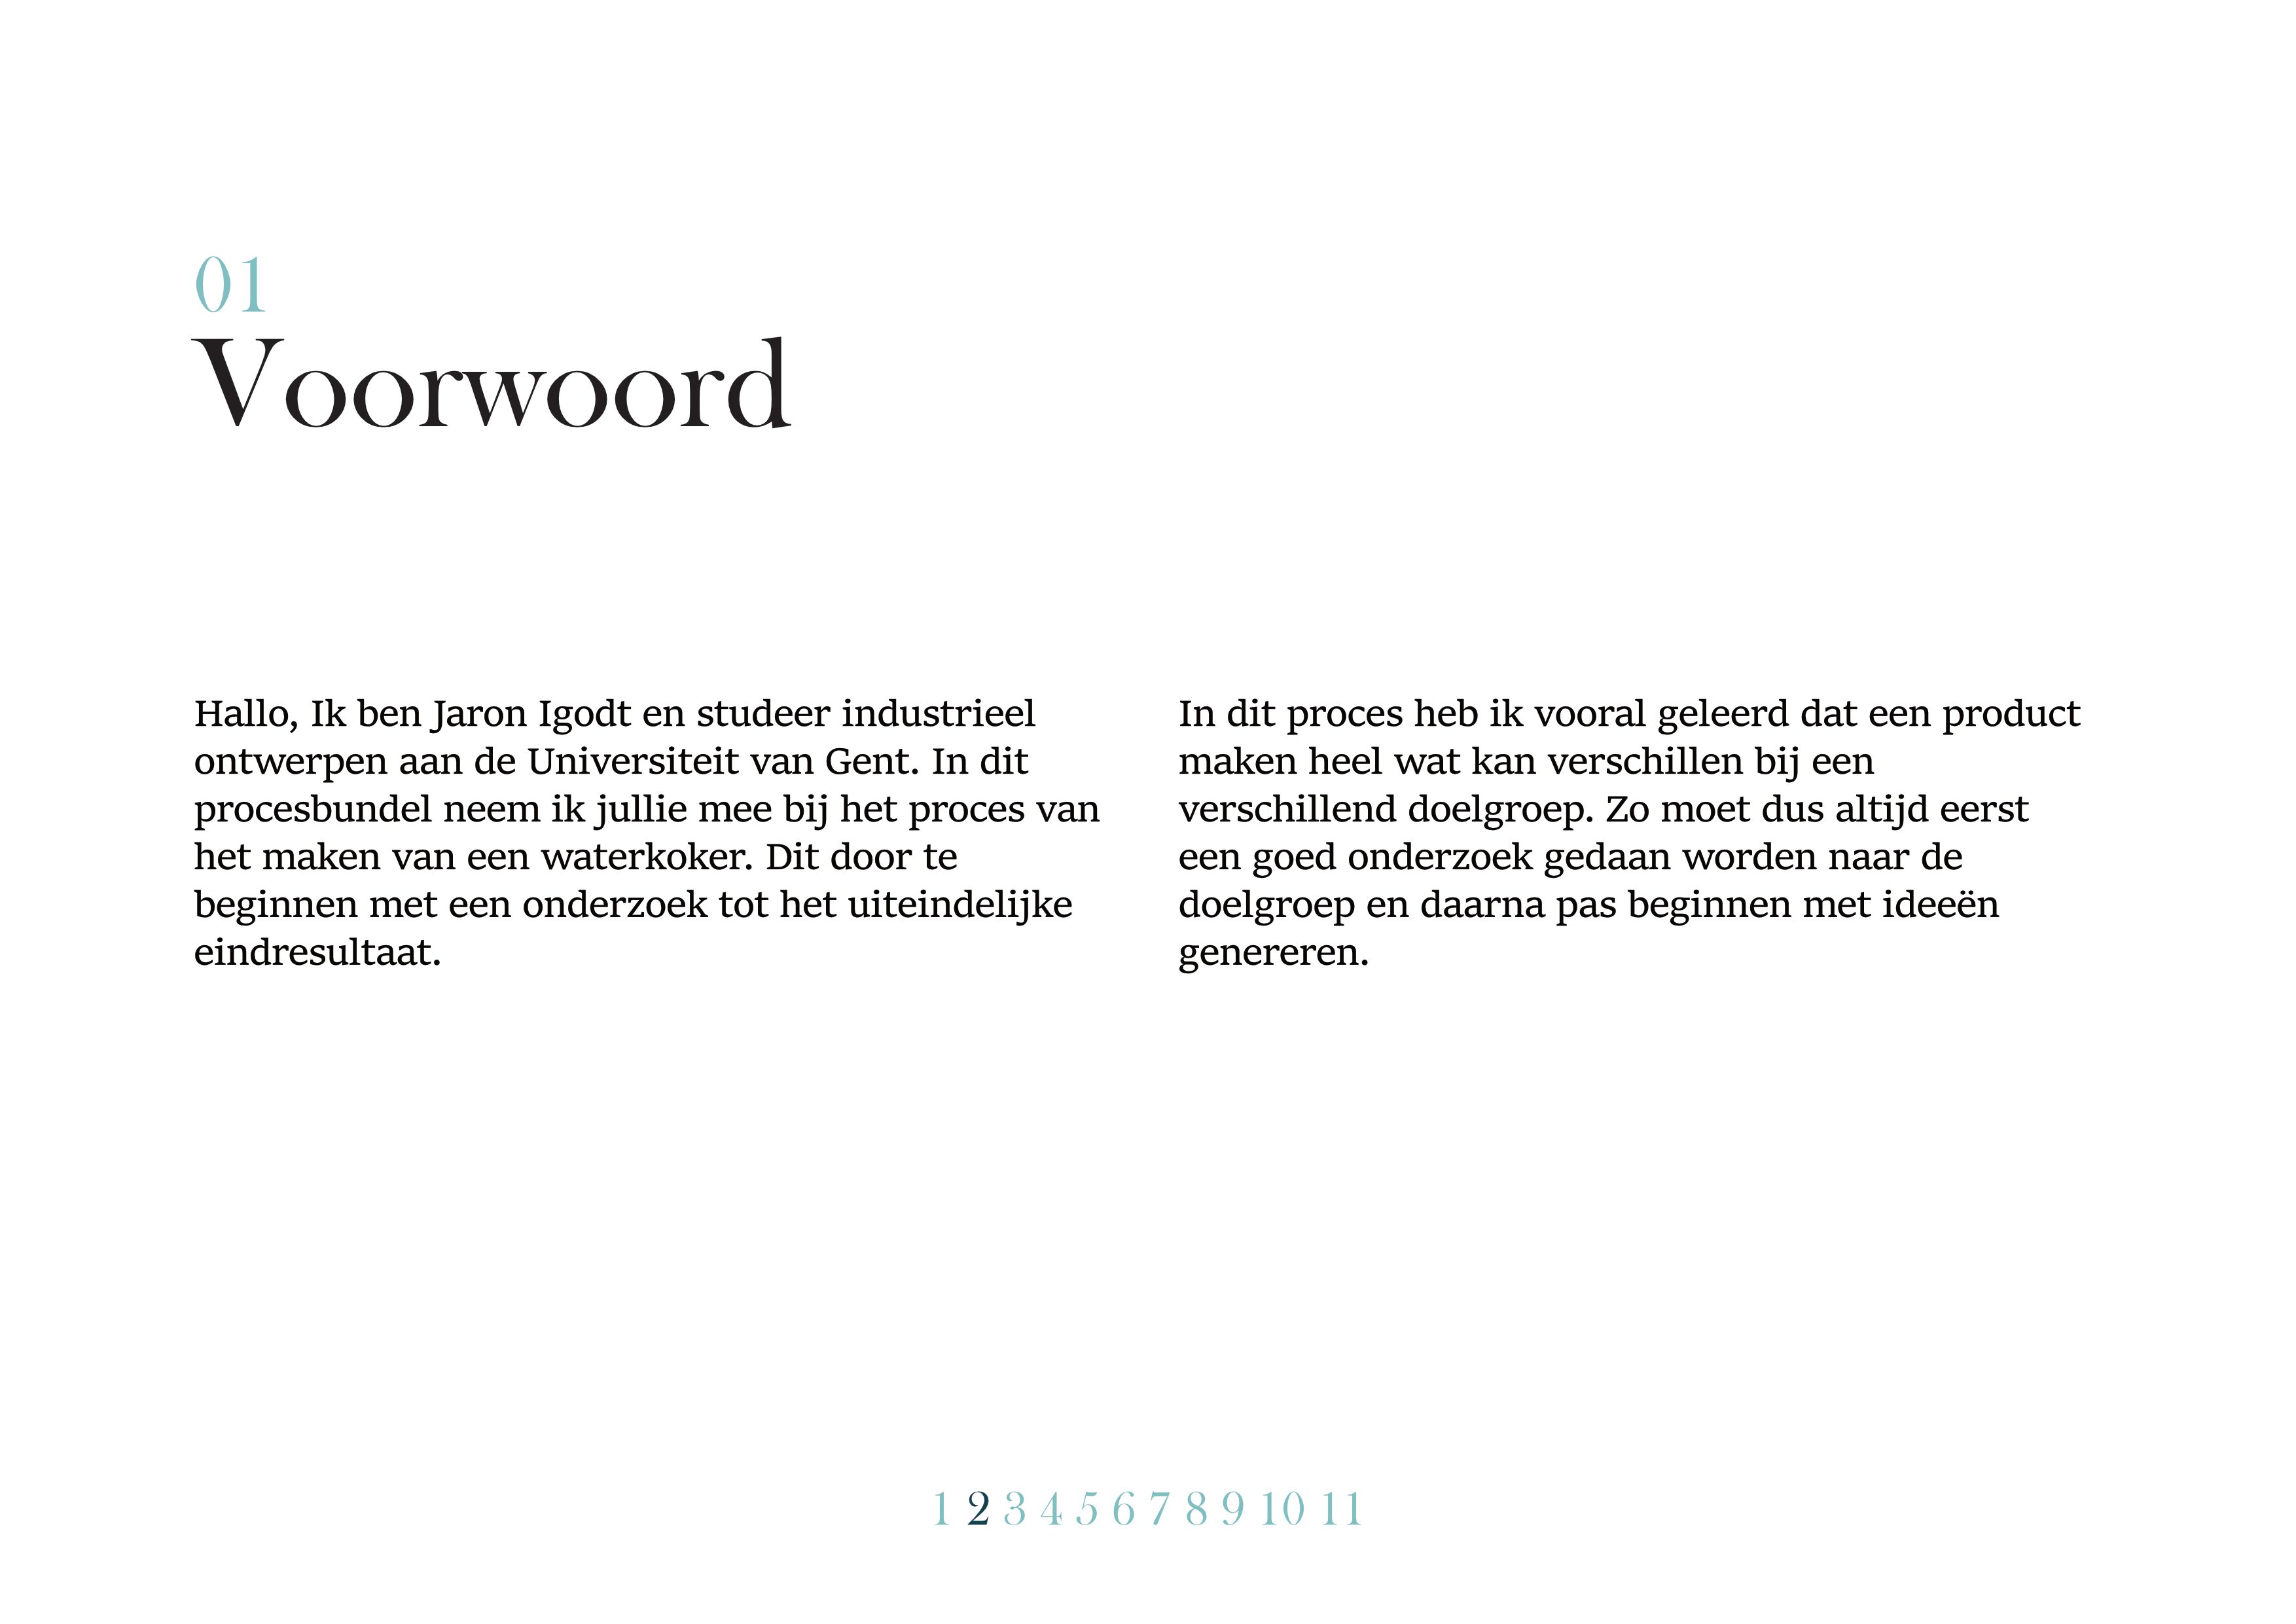 01
Voorwoord
Hallo, Ik ben Jaron Igodt en studeer industrieel
ontwerpen aan de Universiteit van Gent. In dit
procesbundel neem ik jullie mee bij het proces van
het maken van een waterkoker. Dit door te
beginnen met een onderzoek tot het uiteindelijke
eindresultaat.
In dit proces heb ik vooral geleerd dat een product
maken heel wat kan verschillen bij een
verschillend doelgroep. Zo moet dus altijd eerst
een goed onderzoek gedaan worden naar de
doelgroep en daarna pas beginnen met ideeën
genereren.
1 2 3 4 5 6 7 8 9 10 11